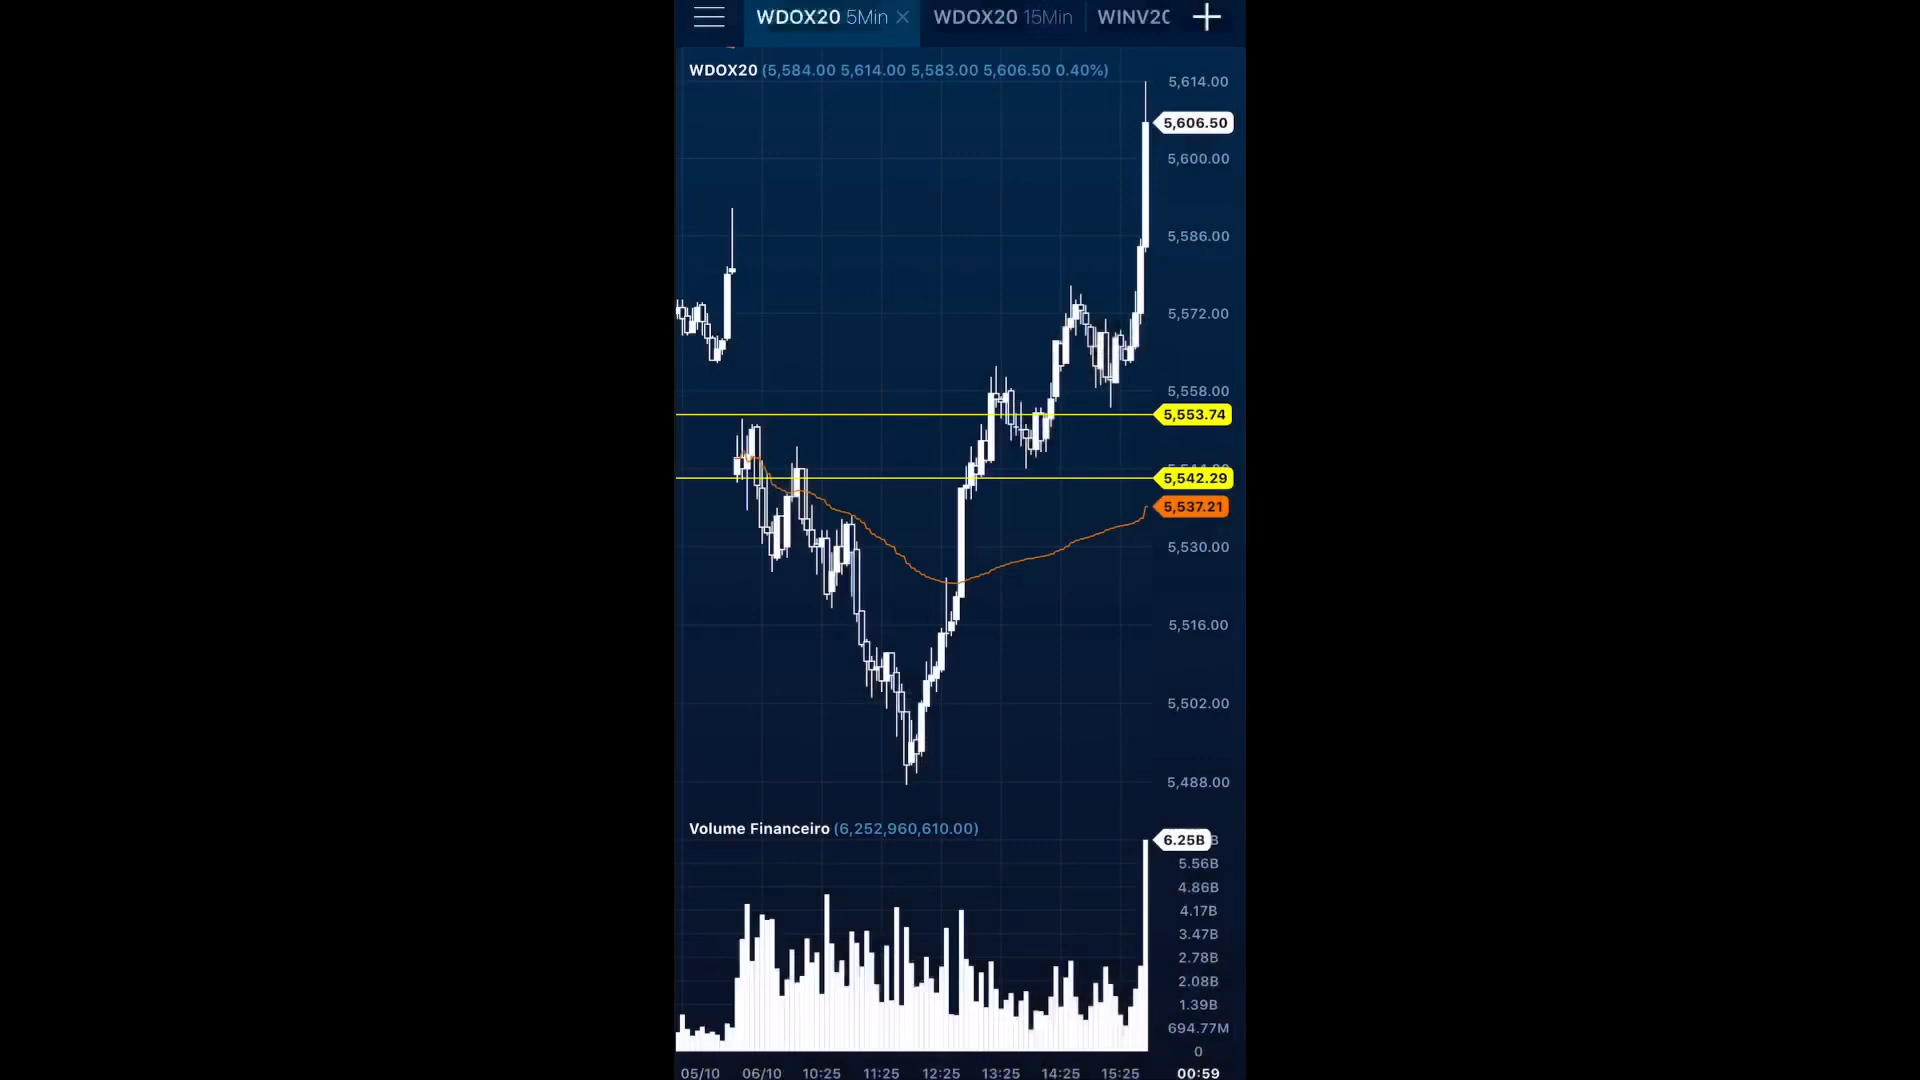 WDOX20 5Min × WDOX20 15Min WINV20
WDOX20 (5,584.00 5,614.00 5,583.00 5,606.50 0.40%)
5,614.00
5,606.50
5,600.00
5,586.00
5,572.00
5,558.00
5,553.74
5,542.29
5,537.21
5,530.00
5,516.00
5,502.00
5,488.00
Volume Financeiro (6,252,960,610.00)
6.25B
5.56B
4.86B
4.17B
3.47B
2.78B
2.08B
1.39B
694.77M
0
05/10 06/10 10:25 11:25 12:25 13:25 14:25 15:25 00:59